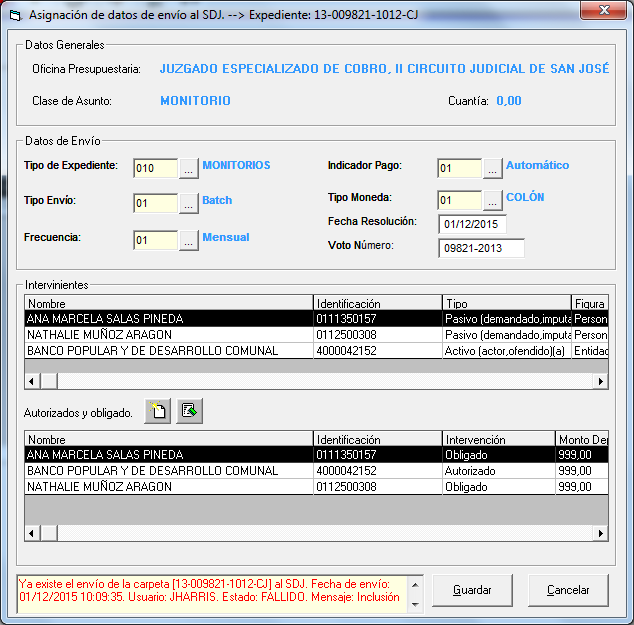 Asignación de datos de envío al SDJ. --> Expediente: 13-009821-1012-CJ
Datos Generales
Oficina Presupuestaria: JUZGADO ESPECIALIZADO DE COBRO, II CIRCUITO JUDICIAL DE SAN JOSÉ
Clase de Asunto: MONITORIO Cuantía: 0,00
Datos de Envío
Tipo de Expediente: 010 ... MONITORIOS Indicador Pago: 01 ... Automático
Tipo Envío: 01 ... Batch Tipo Moneda: 01 ... COLÓN
Fecha Resolución: 01/12/2015
Frecuencia: 01 ... Mensual Voto Número: 09821-2013
Intervinientes
Nombre Identificación Tipo Figura
ANA MARCELA SALAS PINEDA 0111350157 Pasivo (demandado,imputa Person
NATHALIE MUÑOZ ARAGON 0112500308 Pasivo (demandado,imputa Person
BANCO POPULAR Y DE DESARROLLO COMUNAL 4000042152 Activo (actor,ofendido)(a) Entidad
Autorizados y obligado.
Nombre Identificación Intervención Monto De
ANA MARCELA SALAS PINEDA 0111350157 Obligado 999,00
BANCO POPULAR Y DE DESARROLLO COMUNAL 4000042152 Autorizado 999,00
NATHALIE MUÑOZ ARAGON 0112500308 Obligado 999,00
Ya existe el envío de la carpeta [13-009821-1012-CJ] al SDJ. Fecha de envío:
01/12/2015 10:09:35. Usuario: JHARRIS. Estado: FALLIDO. Mensaje: Inclusión
Guardar Cancelar